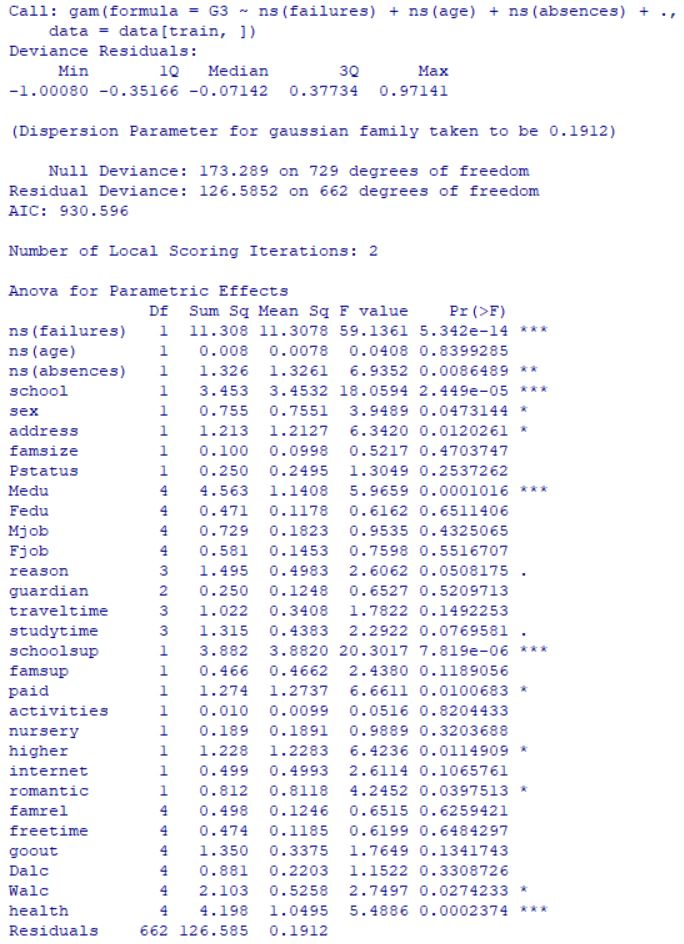 Call: gam(formula = G3 ~ ns(failures) + ns(age) + ns(absences) + .,
    data = data[train, ])
Deviance Residuals:
     Min       1Q   Median       3Q      Max
-1.00080 -0.35166 -0.07142  0.37734  0.97141

(Dispersion Parameter for gaussian family taken to be 0.1912)

    Null Deviance: 173.289 on 729 degrees of freedom
Residual Deviance: 126.5852 on 662 degrees of freedom
AIC: 930.596

Number of Local Scoring Iterations: 2

Anova for Parametric Effects
              Df  Sum Sq Mean Sq F value    Pr(>F)
ns(failures)   1  11.308 11.3078 59.1361 5.342e-14 ***
ns(age)        1   0.008  0.0078  0.0408 0.8399285
ns(absences)   1   1.326  1.3261  6.9352 0.0086489 **
school         1   3.453  3.4532 18.0594 2.449e-05 ***
sex            1   0.755  0.7551  3.9489 0.0473144 *
address        1   1.213  1.2127  6.3420 0.0120261 *
famsize        1   0.100  0.0998  0.5217 0.4703747
Pstatus        1   0.250  0.2495  1.3049 0.2537262
Medu           4   4.563  1.1408  5.9659 0.0001016 ***
Fedu           4   0.471  0.1178  0.6162 0.6511406
Mjob           4   0.729  0.1823  0.9535 0.4325065
Fjob           4   0.581  0.1453  0.7598 0.5516707
reason         3   1.495  0.4983  2.6062 0.0508175 .
guardian       2   0.250  0.1248  0.6527 0.5209713
traveltime     3   1.022  0.3408  1.7822 0.1492253
studytime      3   1.315  0.4383  2.2922 0.0769581 .
schoolsup      1   3.882  3.8820 20.3017 7.819e-06 ***
famsup         1   0.466  0.4662  2.4380 0.1189056
paid           1   1.274  1.2737  6.6611 0.0100683 *
activities     1   0.010  0.0099  0.0516 0.8204433
nursery        1   0.189  0.1891  0.9889 0.3203688
higher         1   1.228  1.2283  6.4236 0.0114909 *
internet       1   0.499  0.4993  2.6114 0.1065761
romantic       1   0.812  0.8118  4.2452 0.0397513 *
famrel         4   0.498  0.1246  0.6515 0.6259421
freetime       4   0.474  0.1185  0.6199 0.6484297
goout          4   1.350  0.3375  1.7649 0.1341743
Dalc           4   0.881  0.2203  1.1522 0.3308726
Walc           4   2.103  0.5258  2.7497 0.0274233 *
health         4   4.198  1.0495  5.4886 0.0002374 ***
Residuals    662 126.585  0.1912